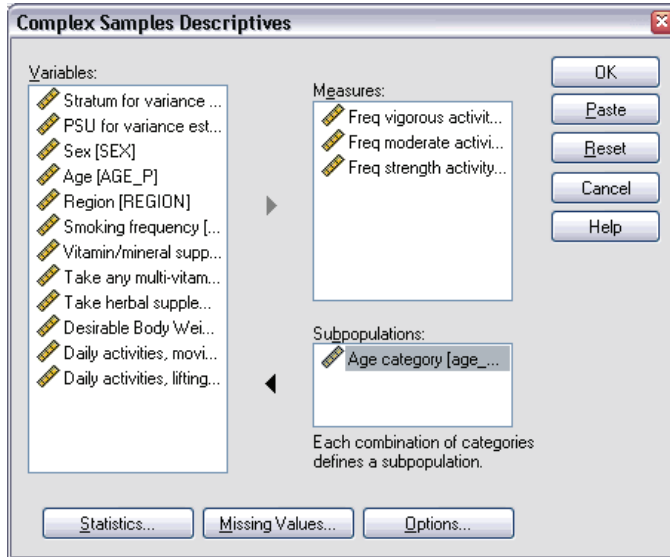 Complex Samples Descriptives
Variables:
Stratum for variance ...
PSU for variance est...
Sex [SEX]
Age [AGE_P]
Region [REGION]
Smoking frequency [...
Vitamin/mineral supp...
Take any multi-vitam...
Take herbal supple...
Desirable Body Wei...
Daily activities, movi...
Daily activities, lifting...
Measures:
Freq vigorous activit...
Freq moderate activi...
Freq strength activity...
Subpopulations:
Age category [age_...
Each combination of categories
defines a subpopulation.
OK
Paste
Reset
Cancel
Help
Statistics...
Missing Values...
Options...